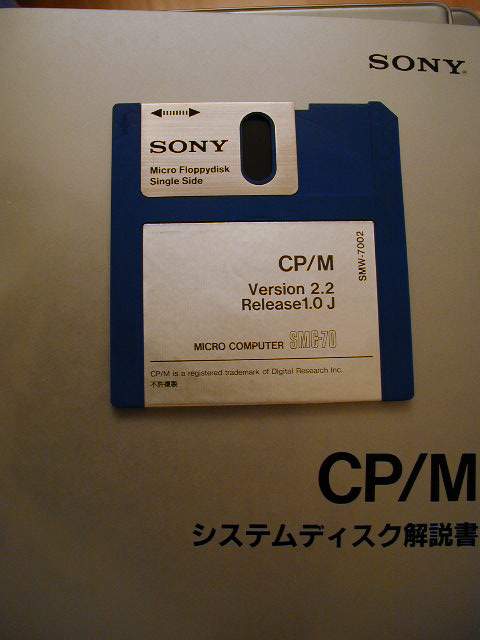 SONY
SONY
Micro Floppydisk
Single Side
CP/M
Version 2.2
Release1.0 J
SMW-7002
MICRO COMPUTER SMC-70
CP/M is a registered trademark of Digital Research Inc.
不許複製
CP/M
システムディスク解説書